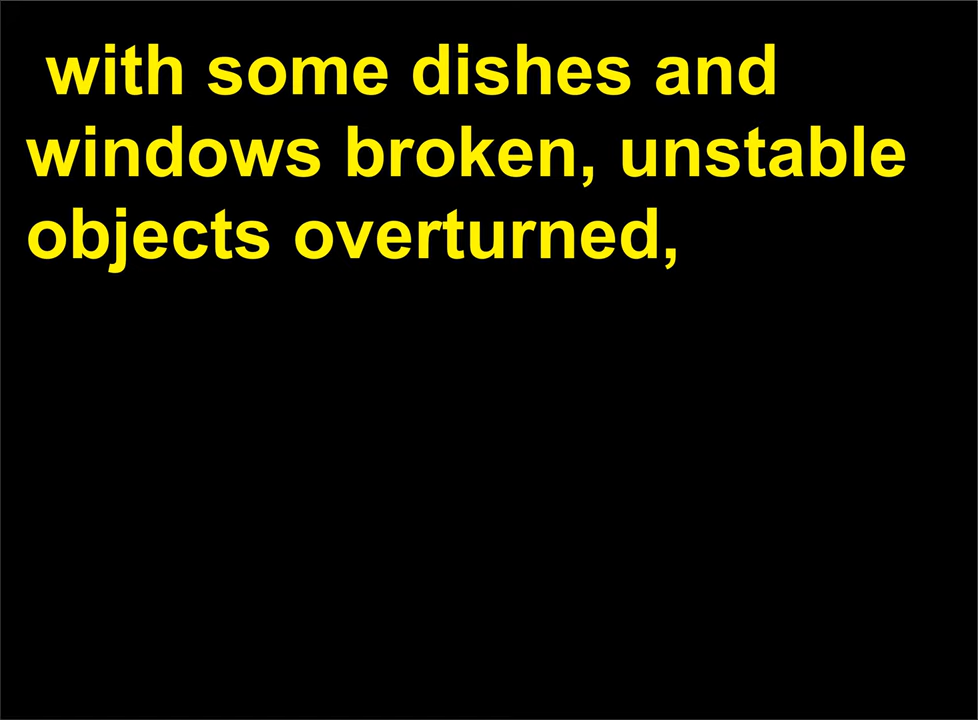 with some dishes and
windows broken, unstable
objects overturned,